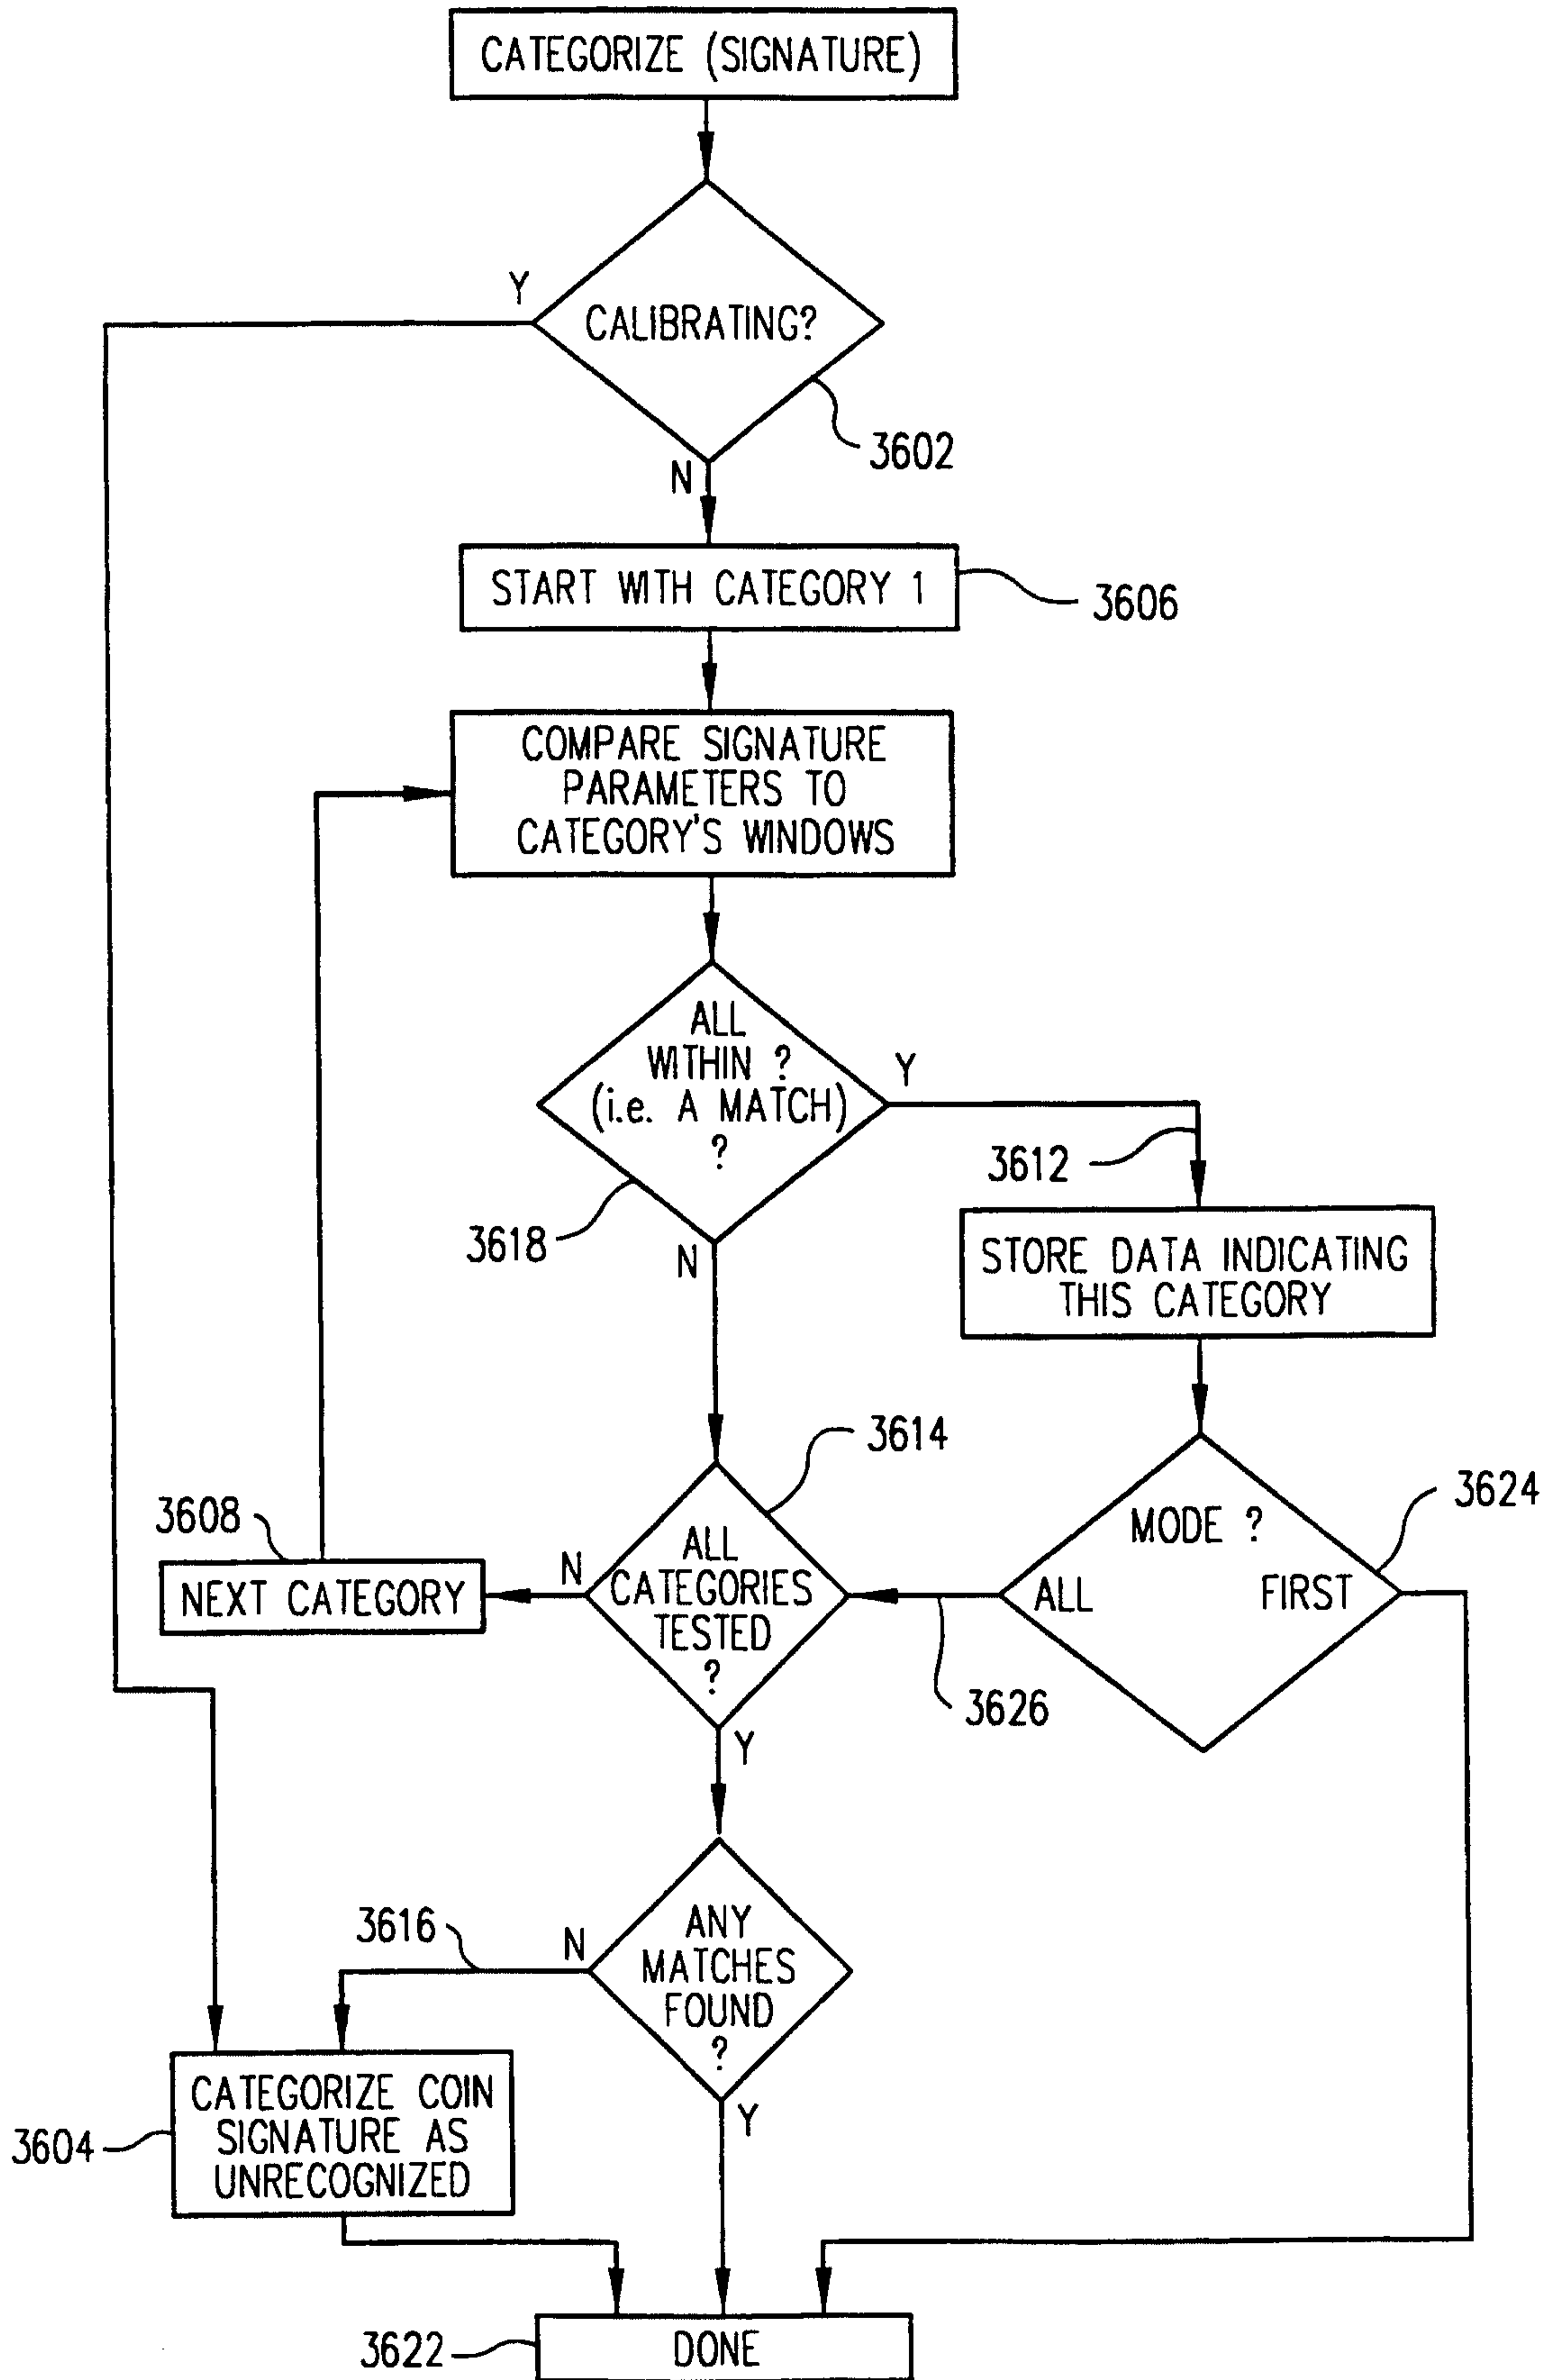 CATEGORIZE (SIGNATURE)
Y
CALIBRATING?
3602
N
START WITH CATEGORY 1
3606
COMPARE SIGNATURE
PARAMETERS TO
CATEGORY'S WINDOWS
ALL
WITHIN ?
(i.e. A MATCH)
?
Y
3612
3618
N
STORE DATA INDICATING
THIS CATEGORY
3614
3624
MODE ?
ALL
FIRST
3608
NEXT CATEGORY
N
ALL
CATEGORIES
TESTED
?
3626
Y
3616
N
ANY
MATCHES
FOUND
?
Y
CATEGORIZE COIN
SIGNATURE AS
UNRECOGNIZED
3604
3622
DONE